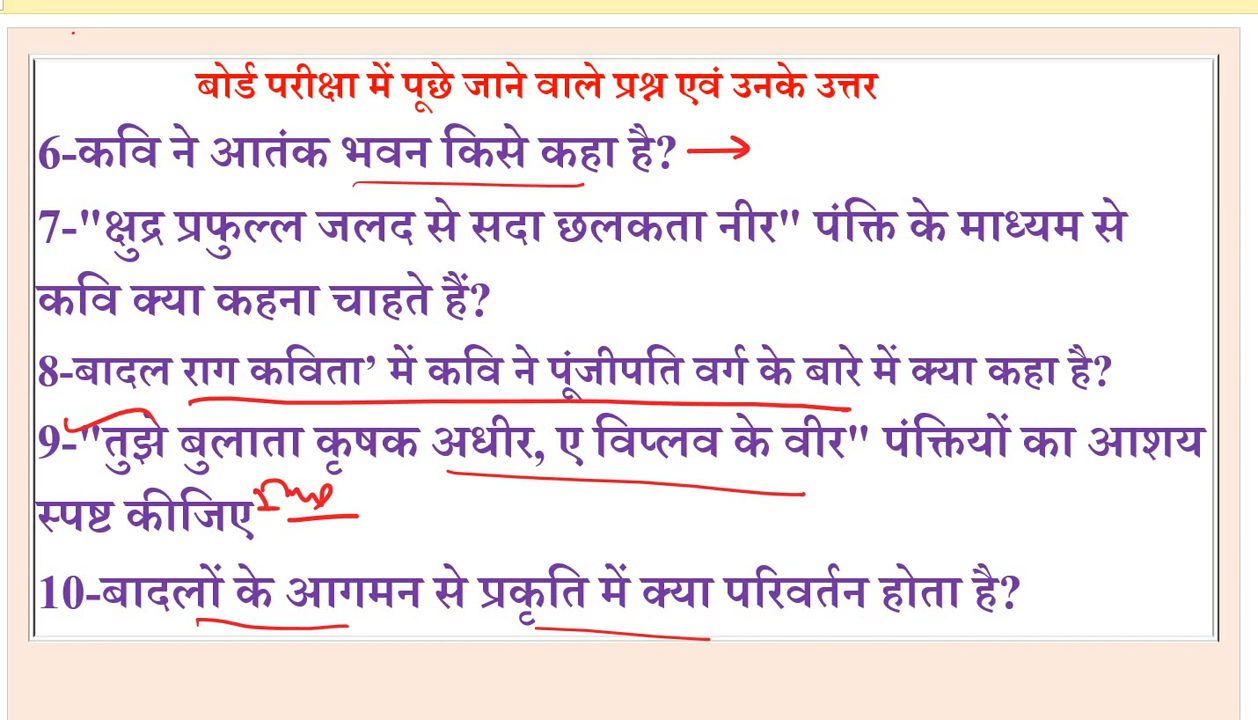 बोर्ड परीक्षा में पूछे जाने वाले प्रश्न एवं उनके उत्तर
6-कवि ने आतंक भवन किसे कहा है?
7-"क्षुद्र प्रफुल्ल जलद से सदा छलकता नीर" पंक्ति के माध्यम से
कवि क्या कहना चाहते हैं?
8-बादल राग कविता’ में कवि ने पूंजीपति वर्ग के बारे में क्या कहा है?
9-"तुझे बुलाता कृषक अधीर, ए विप्लव के वीर" पंक्तियों का आशय
स्पष्ट कीजिए Imp
10-बादलों के आगमन से प्रकृति में क्या परिवर्तन होता है?